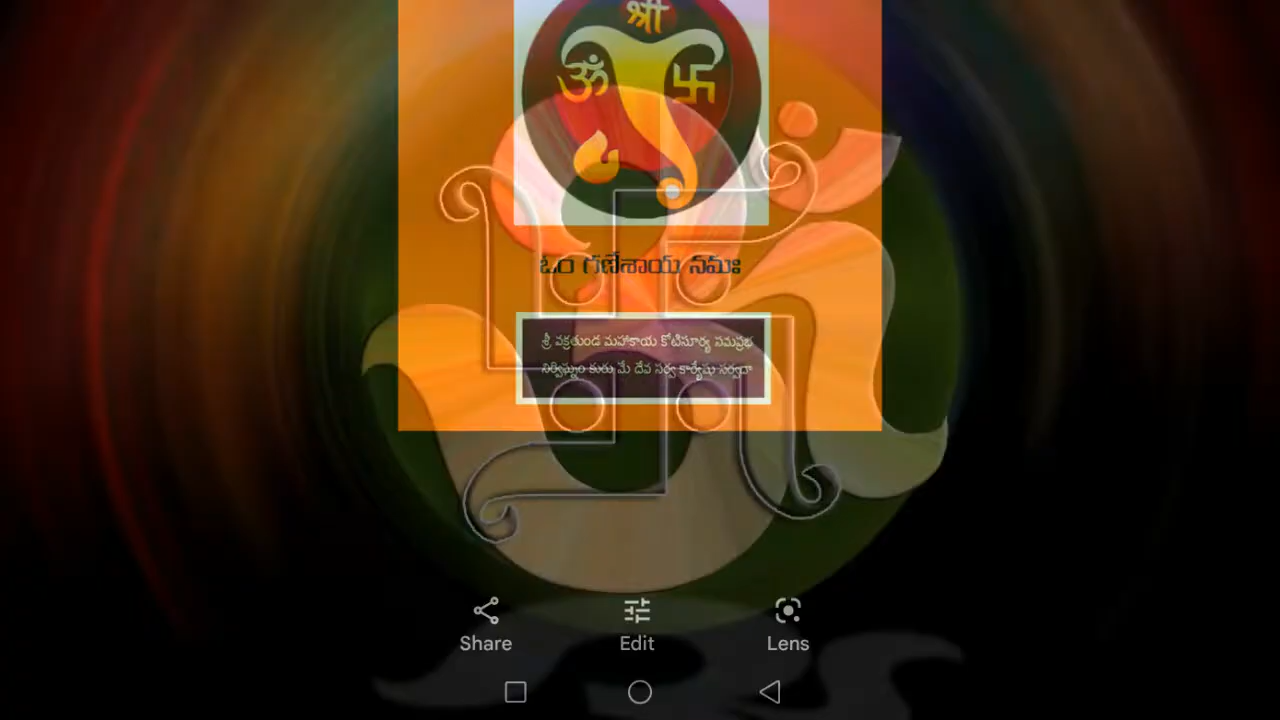 श्री
ॐ
ఓం గణేశాయ నమః
శ్రీ వక్రతుండ మహాకాయ కోటిసూర్య సమప్రభ
నిర్విఘ్నం కురు మే దేవ సర్వ కార్యేషు సర్వదా
Share Edit Lens